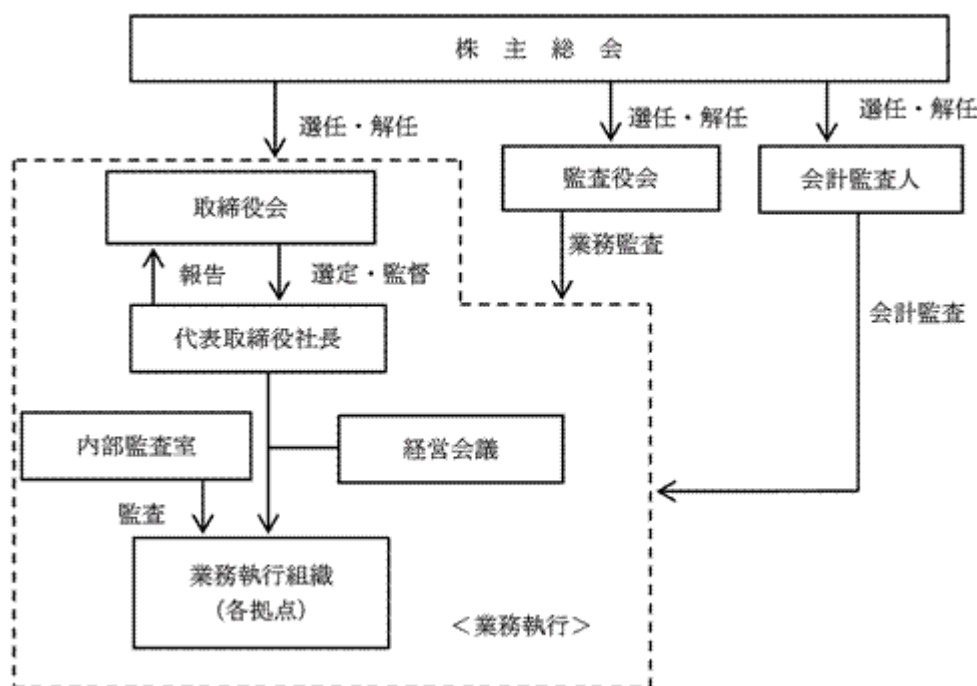 株主総会
選任・解任
選任・解任
選任・解任
取締役会
監査役会
会計監査人
報告
選定・監督
業務監査
代表取締役社長
会計監査
内部監査室
経営会議
監査
業務執行組織
(各拠点)
＜業務執行＞